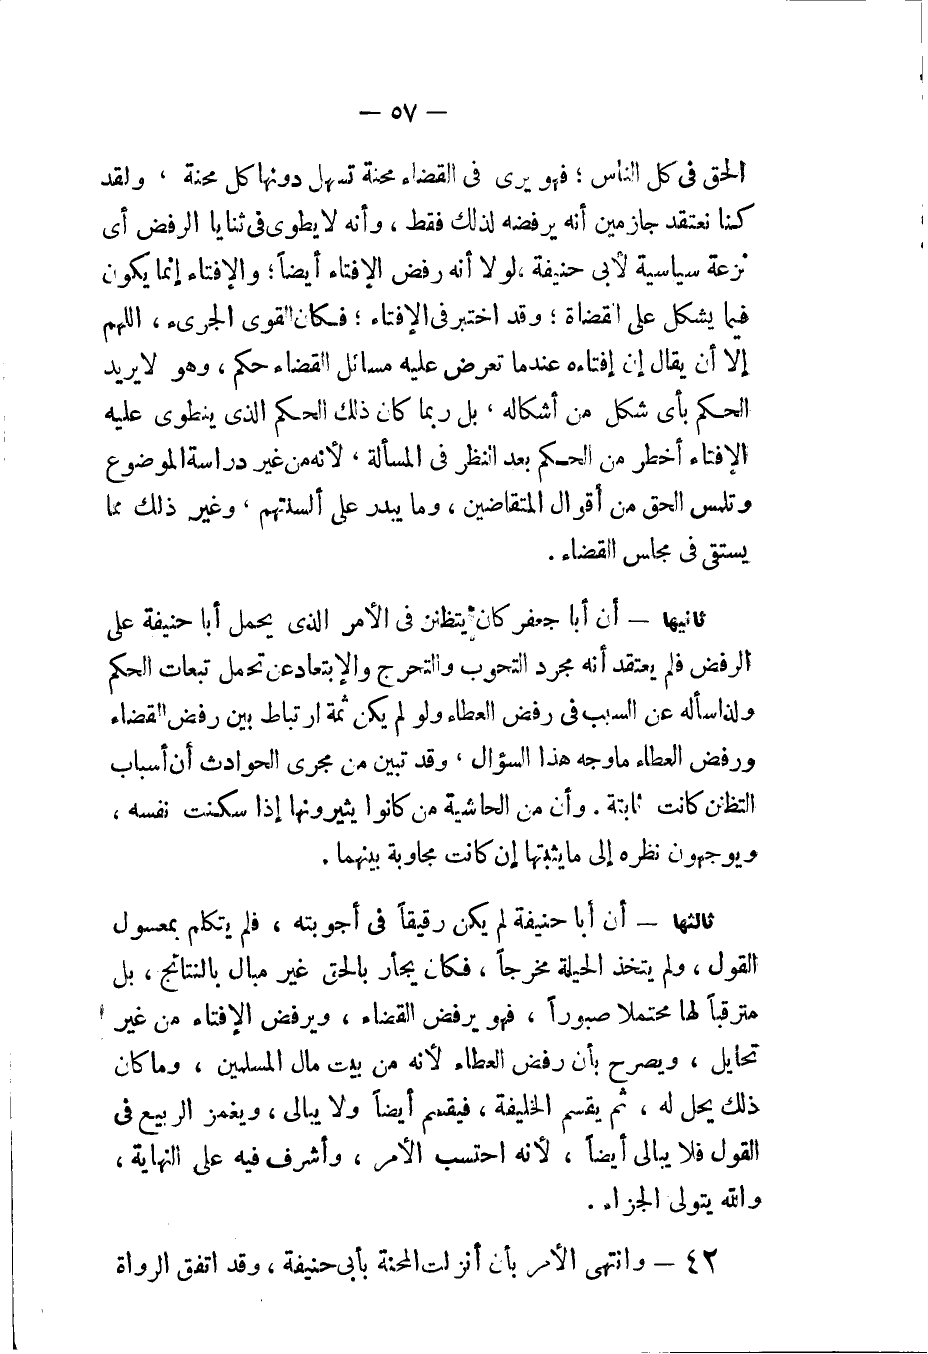 — ٥٧ —
الحق فى كل الناس ؛ فهو يرى فى القضاء محنة تسهل دونها كل محنة ، ولقد
كنا نعتقد جازمين أنه يرفضه لذلك فقط ، وأنه لا يطوى فى ثنايا الرفض أى
نزعة سياسية لأبى حنيفة ، لولا أنه رفض الإفتاء أيضاً ؛ والإفتاء إنما يكون
فيما يشكل على القضاة ؛ وقد اختبر فى الإفتاء ؛ فكان القوى الجرىء ، اللهم
إلا أن يقال إن إفتاءه عندما تعرض عليه مسائل القضاء حكم ، وهو لا يريد
الحكم بأى شكل من أشكاله ، بل ربما كان ذلك الحكم الذى ينطوى عليه
الإفتاء أخطر من الحكم بعد النظر فى المسألة ، لأنه من غير دراسة الموضوع
وتلمس الحق من أقوال المتقاضين ، وما يبدر على ألسنتهم ، وغير ذلك مما
يستقى فى مجلس القضاء .
ثانيها — أن أبا جعفر كان يتظنن فى الأمر الذى يحمل أبا حنيفة على
الرفض فلم يعتقد أنه مجرد التحوب والتحرج والإبتعاد عن تحمل تبعات الحكم
ولذا سأله عن السبب فى رفض العطاء ولو لم يكن ثمة ارتباط بين رفض القضاء
ورفض العطاء ما وجه هذا السؤال ، وقد تبين من مجرى الحوادث أن أسباب
التظنن كانت ثابتة . وأن من الحاشية من كانوا يثيرونها إذا سكنت نفسه ،
ويوجهون نظره إلى ما يثبتها إن كانت مجاوبة بينهما .
ثالثها — أن أبا حنيفة لم يكن رقيقاً فى أجوبته ، فلم يتكلم بمعسول
القول ، ولم يتخذ الحيلة مخرجاً ، فكان يجأر بالحق غير مبال بالنتائج ، بل
مترقباً لها محتملا صبوراً ، فهو يرفض القضاء ، ويرفض الإفتاء من غير
تحايل ، ويصرح بأن رفض العطاء لأنه من بيت مال المسلمين ، وما كان
ذلك يحل له ، ثم يقسم الخليفة ، فيقسم أيضاً ولا يبالى ، ويغمز الربيع فى
القول فلا يبالى أيضاً ، لأنه احتسب الأمر ، وأشرف فيه على النهاية ،
والله يتولى الجزاء .
٤٢ — وانتهى الأمر بأن أنزلت المحنة بأبى حنيفة ، وقد اتفق الرواة